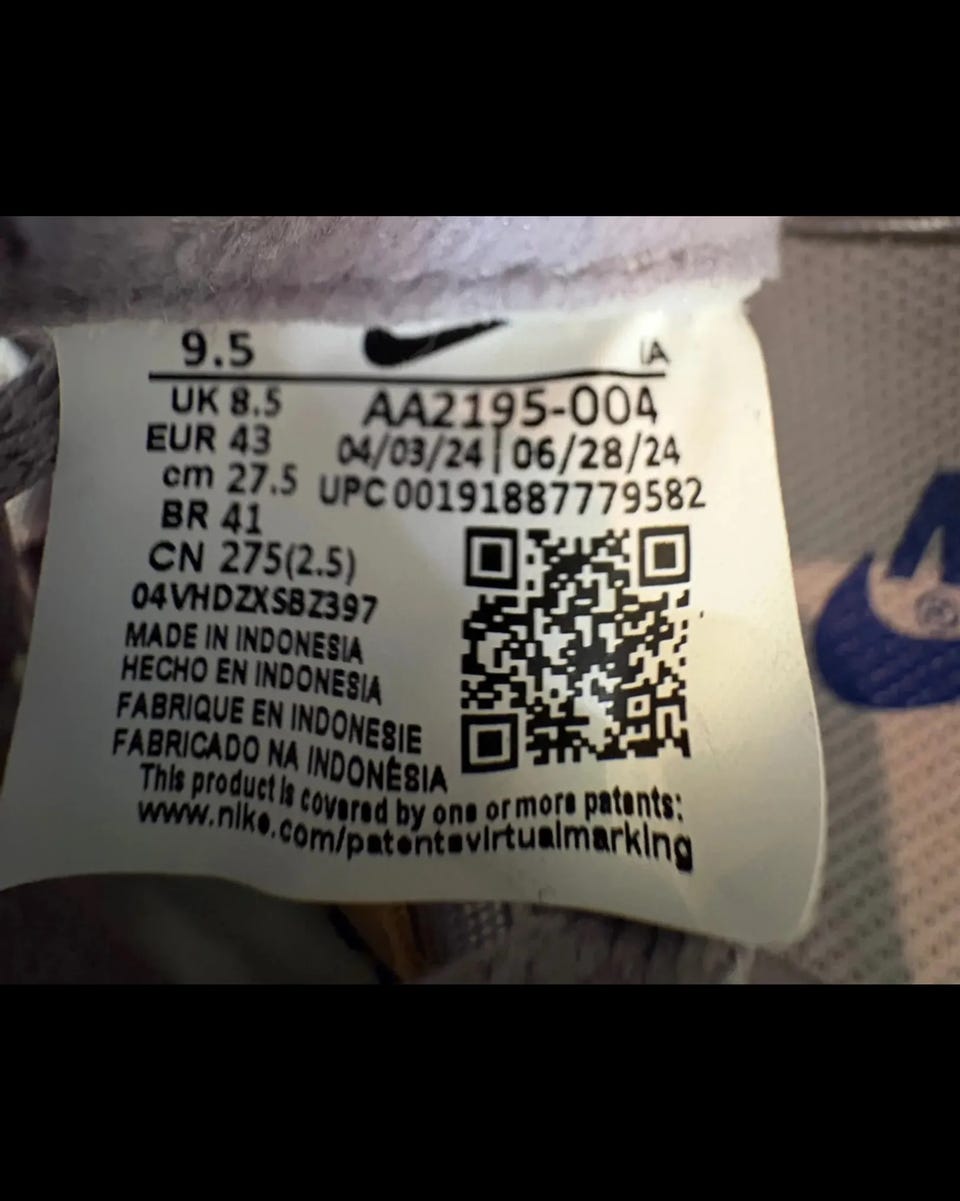 9.5 IA
UK 8.5 AA2195-004
EUR 43 04/03/24 | 06/28/24
cm 27.5 UPC 00191887779582
BR 41
CN 275(2.5)
04VHDZXSBZ397
MADE IN INDONESIA
HECHO EN INDONESIA
FABRIQUE EN INDONESIE
FABRICADO NA INDONÉSIA
This product is covered by one or more patents:
www.nike.com/patentsvirtualmarking
®